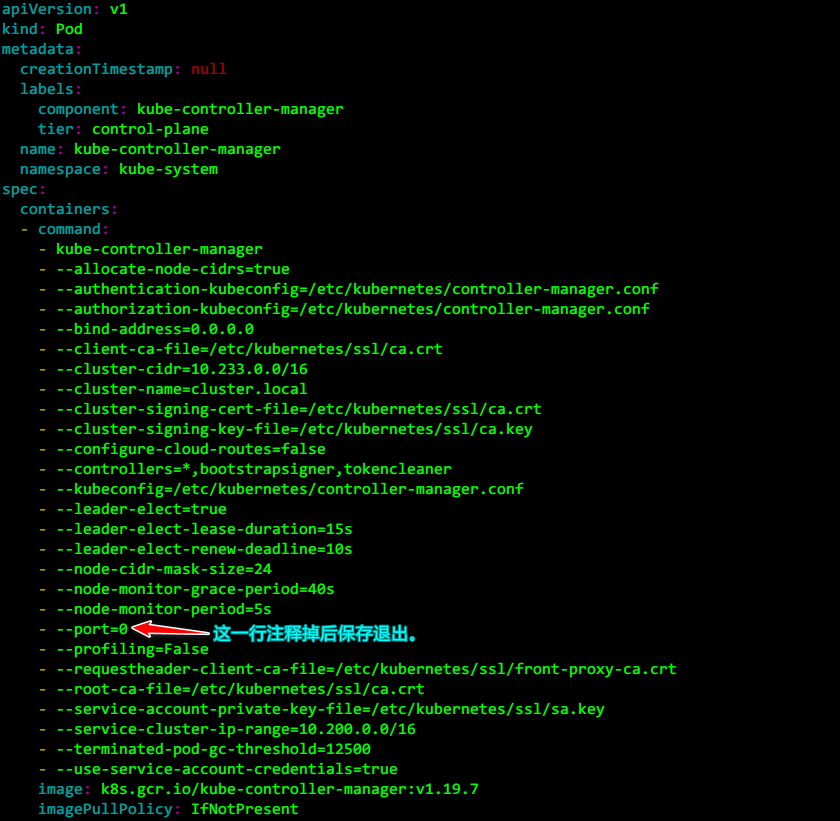 apiVersion: v1
kind: Pod
metadata:
  creationTimestamp: null
  labels:
    component: kube-controller-manager
    tier: control-plane
  name: kube-controller-manager
  namespace: kube-system
spec:
  containers:
  - command:
    - kube-controller-manager
    - --allocate-node-cidrs=true
    - --authentication-kubeconfig=/etc/kubernetes/controller-manager.conf
    - --authorization-kubeconfig=/etc/kubernetes/controller-manager.conf
    - --bind-address=0.0.0.0
    - --client-ca-file=/etc/kubernetes/ssl/ca.crt
    - --cluster-cidr=10.233.0.0/16
    - --cluster-name=cluster.local
    - --cluster-signing-cert-file=/etc/kubernetes/ssl/ca.crt
    - --cluster-signing-key-file=/etc/kubernetes/ssl/ca.key
    - --configure-cloud-routes=false
    - --controllers=*,bootstrapsigner,tokencleaner
    - --kubeconfig=/etc/kubernetes/controller-manager.conf
    - --leader-elect=true
    - --leader-elect-lease-duration=15s
    - --leader-elect-renew-deadline=10s
    - --node-cidr-mask-size=24
    - --node-monitor-grace-period=40s
    - --node-monitor-period=5s
    - --port=0 这一行注释掉后保存退出。
    - --profiling=False
    - --requestheader-client-ca-file=/etc/kubernetes/ssl/front-proxy-ca.crt
    - --root-ca-file=/etc/kubernetes/ssl/ca.crt
    - --service-account-private-key-file=/etc/kubernetes/ssl/sa.key
    - --service-cluster-ip-range=10.200.0.0/16
    - --terminated-pod-gc-threshold=12500
    - --use-service-account-credentials=true
    image: k8s.gcr.io/kube-controller-manager:v1.19.7
    imagePullPolicy: IfNotPresent